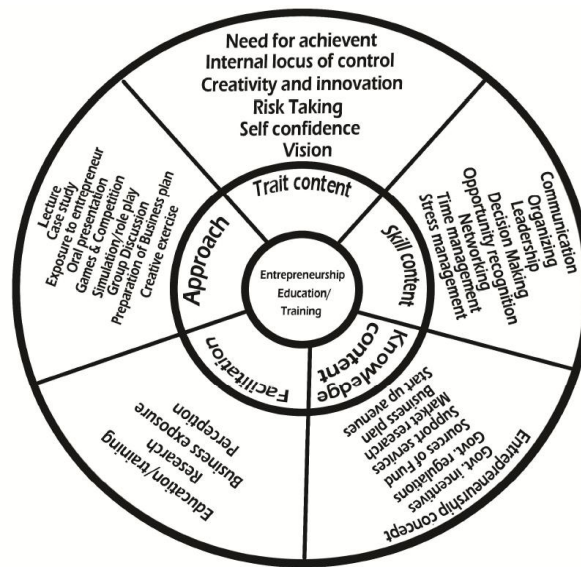 Need for achievent
Internal locus of control
Creativity and innovation
Risk Taking
Self confidence
Vision
Trait content
Communication
Organizing
Leadership
Decision Making
Opportunity recognition
Networking
Time management
Stress management
Skill content
Entrepreneurship concept
Govt. incentives
Govt. regulations
Sources of Fund
Support services
Market research
Business plan
Start up avenues
Knowledge
content
Education/training
Research
Business exposure
Perception
Facilitation
Lecture
Case study
Exposure to entrepreneur
Oral presentation
Games & Competition
Simulation/role play
Group Discussion
Preparation of Business plan
Creative exercise
Approach
Entrepreneurship
Education/
Training